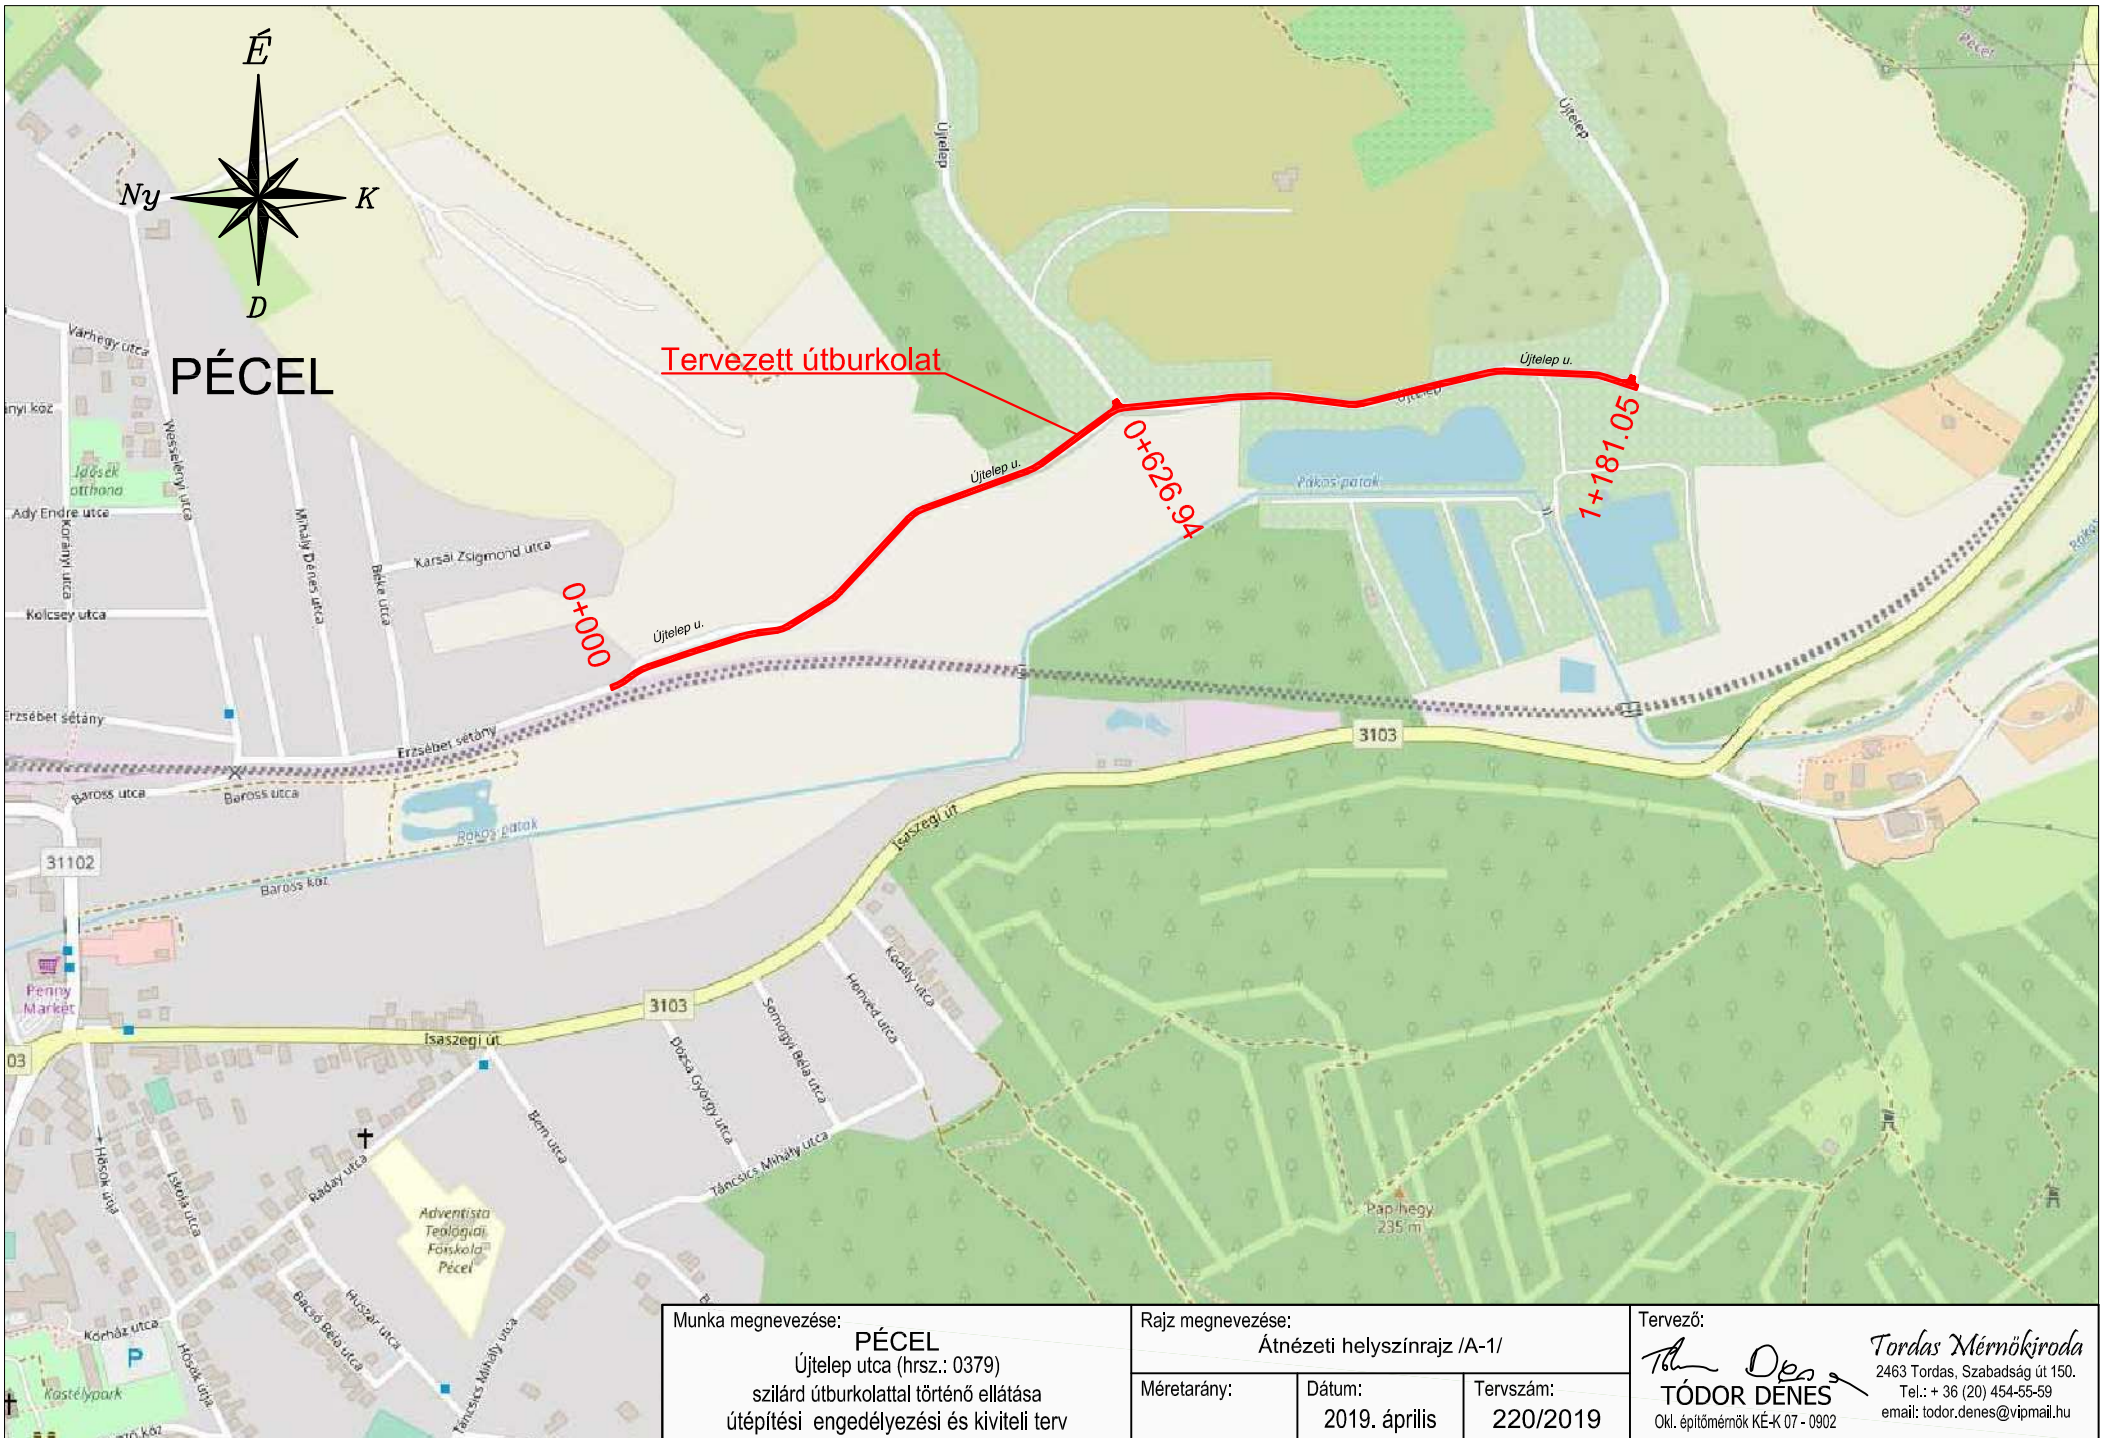 É
Ny
K
D
PÉCEL
Tervezett útburkolat
Újtelep
Újtelep
Pécel
Újtelep u.
Újtelep
Újtelep u.
Újtelep u.
0+000
0+626.94
1+181.05
Várhegy utca
ányi köz
Wesselényi utca
Idősek
otthona
Ady Endre utca
Korányi utca
Mihály Dénes utca
Béke utca
Karsai Zsigmond utca
Kölcsey utca
Erzsébet sétány
Erzsébet sétány
Baross utca
Baross utca
Rákos-patak
Rákos-patak
31102
Baross köz
Isaszegi út
3103
3103
Penny
Market
03
Isaszegi út
Kodály utca
Honvéd utca
Somogyi Béla utca
Dózsa György utca
Bem utca
Táncsics Mihály utca
Hősök útja
Iskola utca
Ráday utca
Adventista
Teológiai
Főiskola
Pécel
Pap-hegy
235 m
Huszár utca
Bacsó Béla utca
Kórház utca
P
Hősök útja
Kastélypark
Táncsics Mihály utca
Munka megnevezése:
PÉCEL
Újtelep utca (hrsz.: 0379)
szilárd útburkolattal történő ellátása
útépítési engedélyezési és kiviteli terv
Rajz megnevezése:
Átnézeti helyszínrajz /A-1/
Méretarány:
Dátum:
2019. április
Tervszám:
220/2019
Tervező:
TÓDOR DÉNES
Okl. építőmérnök KÉ-K 07 - 0902
Tordas Mérnökiroda
2463 Tordas, Szabadság út 150.
Tel.: + 36 (20) 454-55-59
email: todor.denes@vipmail.hu